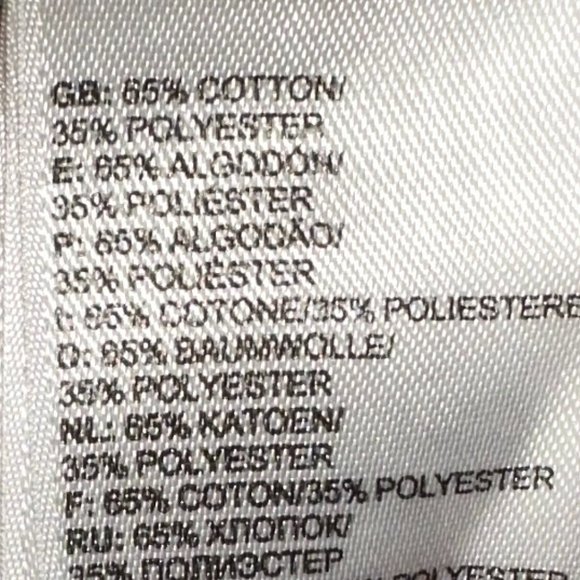 GB: 65% COTTON/
35% POLYESTER
E: 65% ALGODÓN/
35% POLIÉSTER
P: 65% ALGODÃO/
35% POLIÉSTER
I: 65% COTONE/35% POLIESTERE
D: 65% BAUMWOLLE/
35% POLYESTER
NL: 65% KATOEN/
35% POLYESTER
F: 65% COTON/35% POLYESTER
RU: 65% ХЛОПОК/
35% ПОЛИЭСТЕР